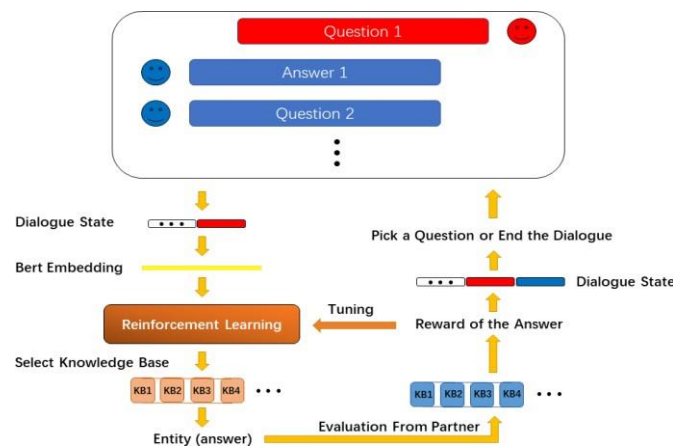 Question 1
Answer 1
Question 2
Dialogue State
Bert Embedding
Reinforcement Learning
Select Knowledge Base
KB1 KB2 KB3 KB4
Entity (answer)
Evaluation From Partner
KB1 KB2 KB3 KB4
Tuning
Reward of the Answer
Dialogue State
Pick a Question or End the Dialogue